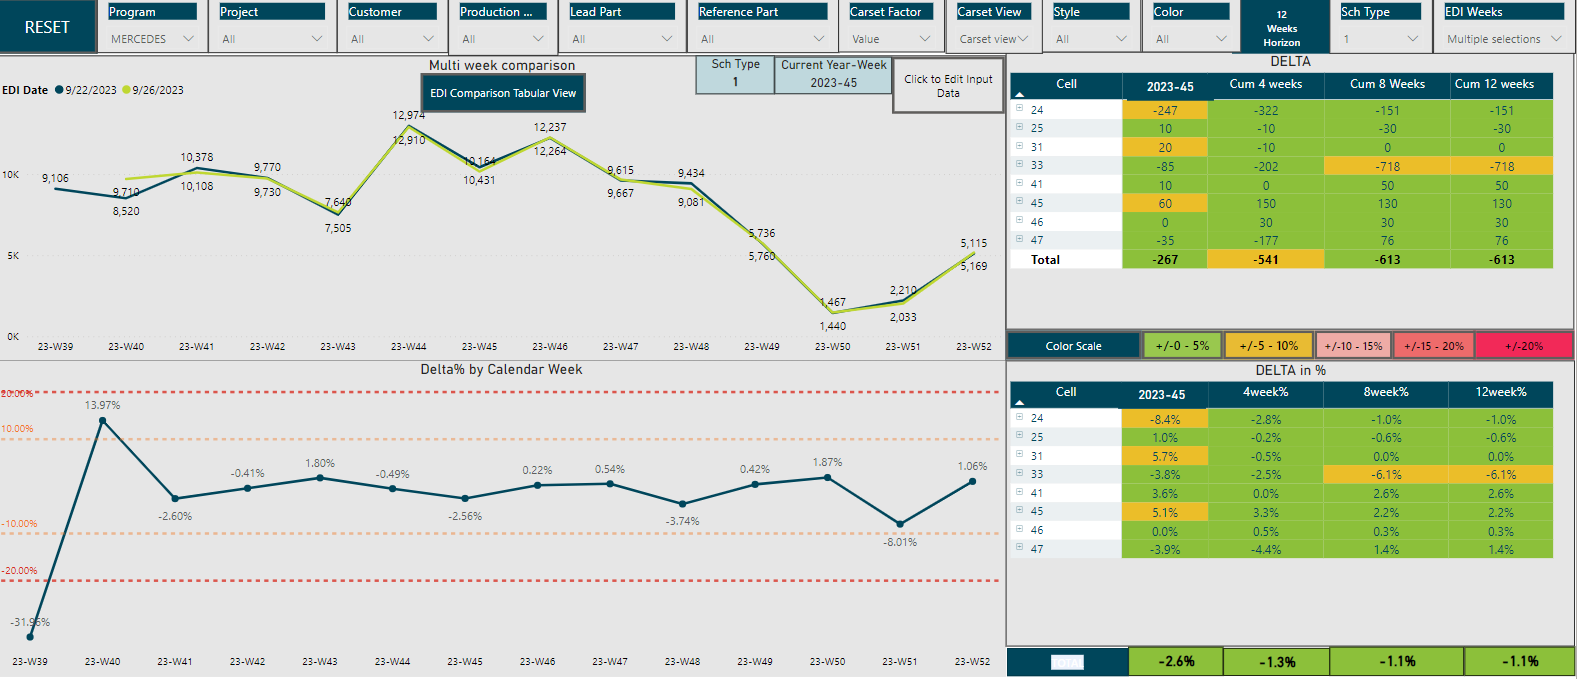 RESET
Program
MERCEDES
Project
All
Customer
All
Production ...
All
Lead Part
All
Reference Part
All
Carset Factor
Value
Carset View
Carset view
Style
All
Color
All
12
Weeks
Horizon
Sch Type
1
EDI Weeks
Multiple selections
Multi week comparison
EDI Comparison Tabular View
Sch Type
1
Current Year-Week
2023-45
Click to Edit Input
Data
EDI Date 9/22/2023 9/26/2023
10K
5K
0K
9,106
9,710
8,520
10,378
10,108
9,770
9,730
7,640
7,505
12,974
12,910
10,164
10,431
12,237
12,264
9,615
9,667
9,434
9,081
5,736
5,760
1,467
1,440
2,210
2,033
5,115
5,169
23-W39 23-W40 23-W41 23-W42 23-W43 23-W44 23-W45 23-W46 23-W47 23-W48 23-W49 23-W50 23-W51 23-W52
Delta% by Calendar Week
20.00%
10.00%
-10.00%
-20.00%
-31.96%
13.97%
-2.60%
-0.41%
1.80%
-0.49%
-2.56%
0.22%
0.54%
-3.74%
0.42%
1.87%
-8.01%
1.06%
23-W39 23-W40 23-W41 23-W42 23-W43 23-W44 23-W45 23-W46 23-W47 23-W48 23-W49 23-W50 23-W51 23-W52
DELTA
Cell 2023-45 Cum 4 weeks Cum 8 Weeks Cum 12 weeks
24 -247 -322 -151 -151
25 10 -10 -30 -30
31 20 -10 0 0
33 -85 -202 -718 -718
41 10 0 50 50
45 60 150 130 130
46 0 30 30 30
47 -35 -177 76 76
Total -267 -541 -613 -613
Color Scale +/-0 - 5% +/-5 - 10% +/-10 - 15% +/-15 - 20% +/-20%
DELTA in %
Cell 2023-45 4week% 8week% 12week%
24 -8.4% -2.8% -1.0% -1.0%
25 1.0% -0.2% -0.6% -0.6%
31 5.7% -0.5% 0.0% 0.0%
33 -3.8% -2.5% -6.1% -6.1%
41 3.6% 0.0% 2.6% 2.6%
45 5.1% 3.3% 2.2% 2.2%
46 0.0% 0.5% 0.3% 0.3%
47 -3.9% -4.4% 1.4% 1.4%
TOTAL -2.6% -1.3% -1.1% -1.1%